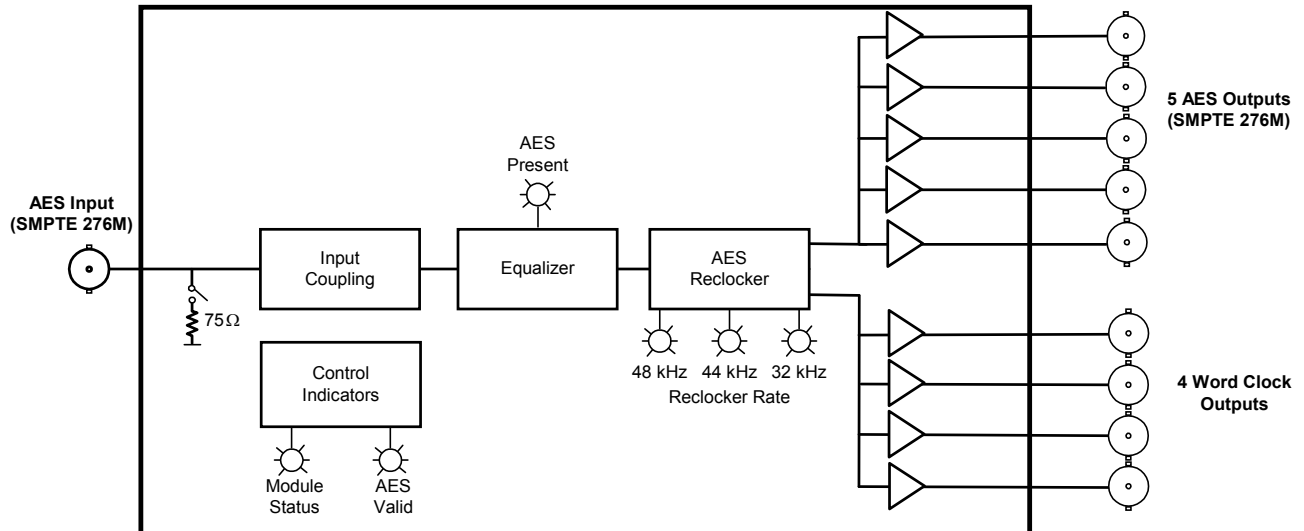 AES Input
(SMPTE 276M)
75Ω
Input
Coupling
AES
Present
Equalizer
AES
Reclocker
48 kHz
44 kHz
32 kHz
Reclocker Rate
Control
Indicators
Module
Status
AES
Valid
5 AES Outputs
(SMPTE 276M)
4 Word Clock
Outputs